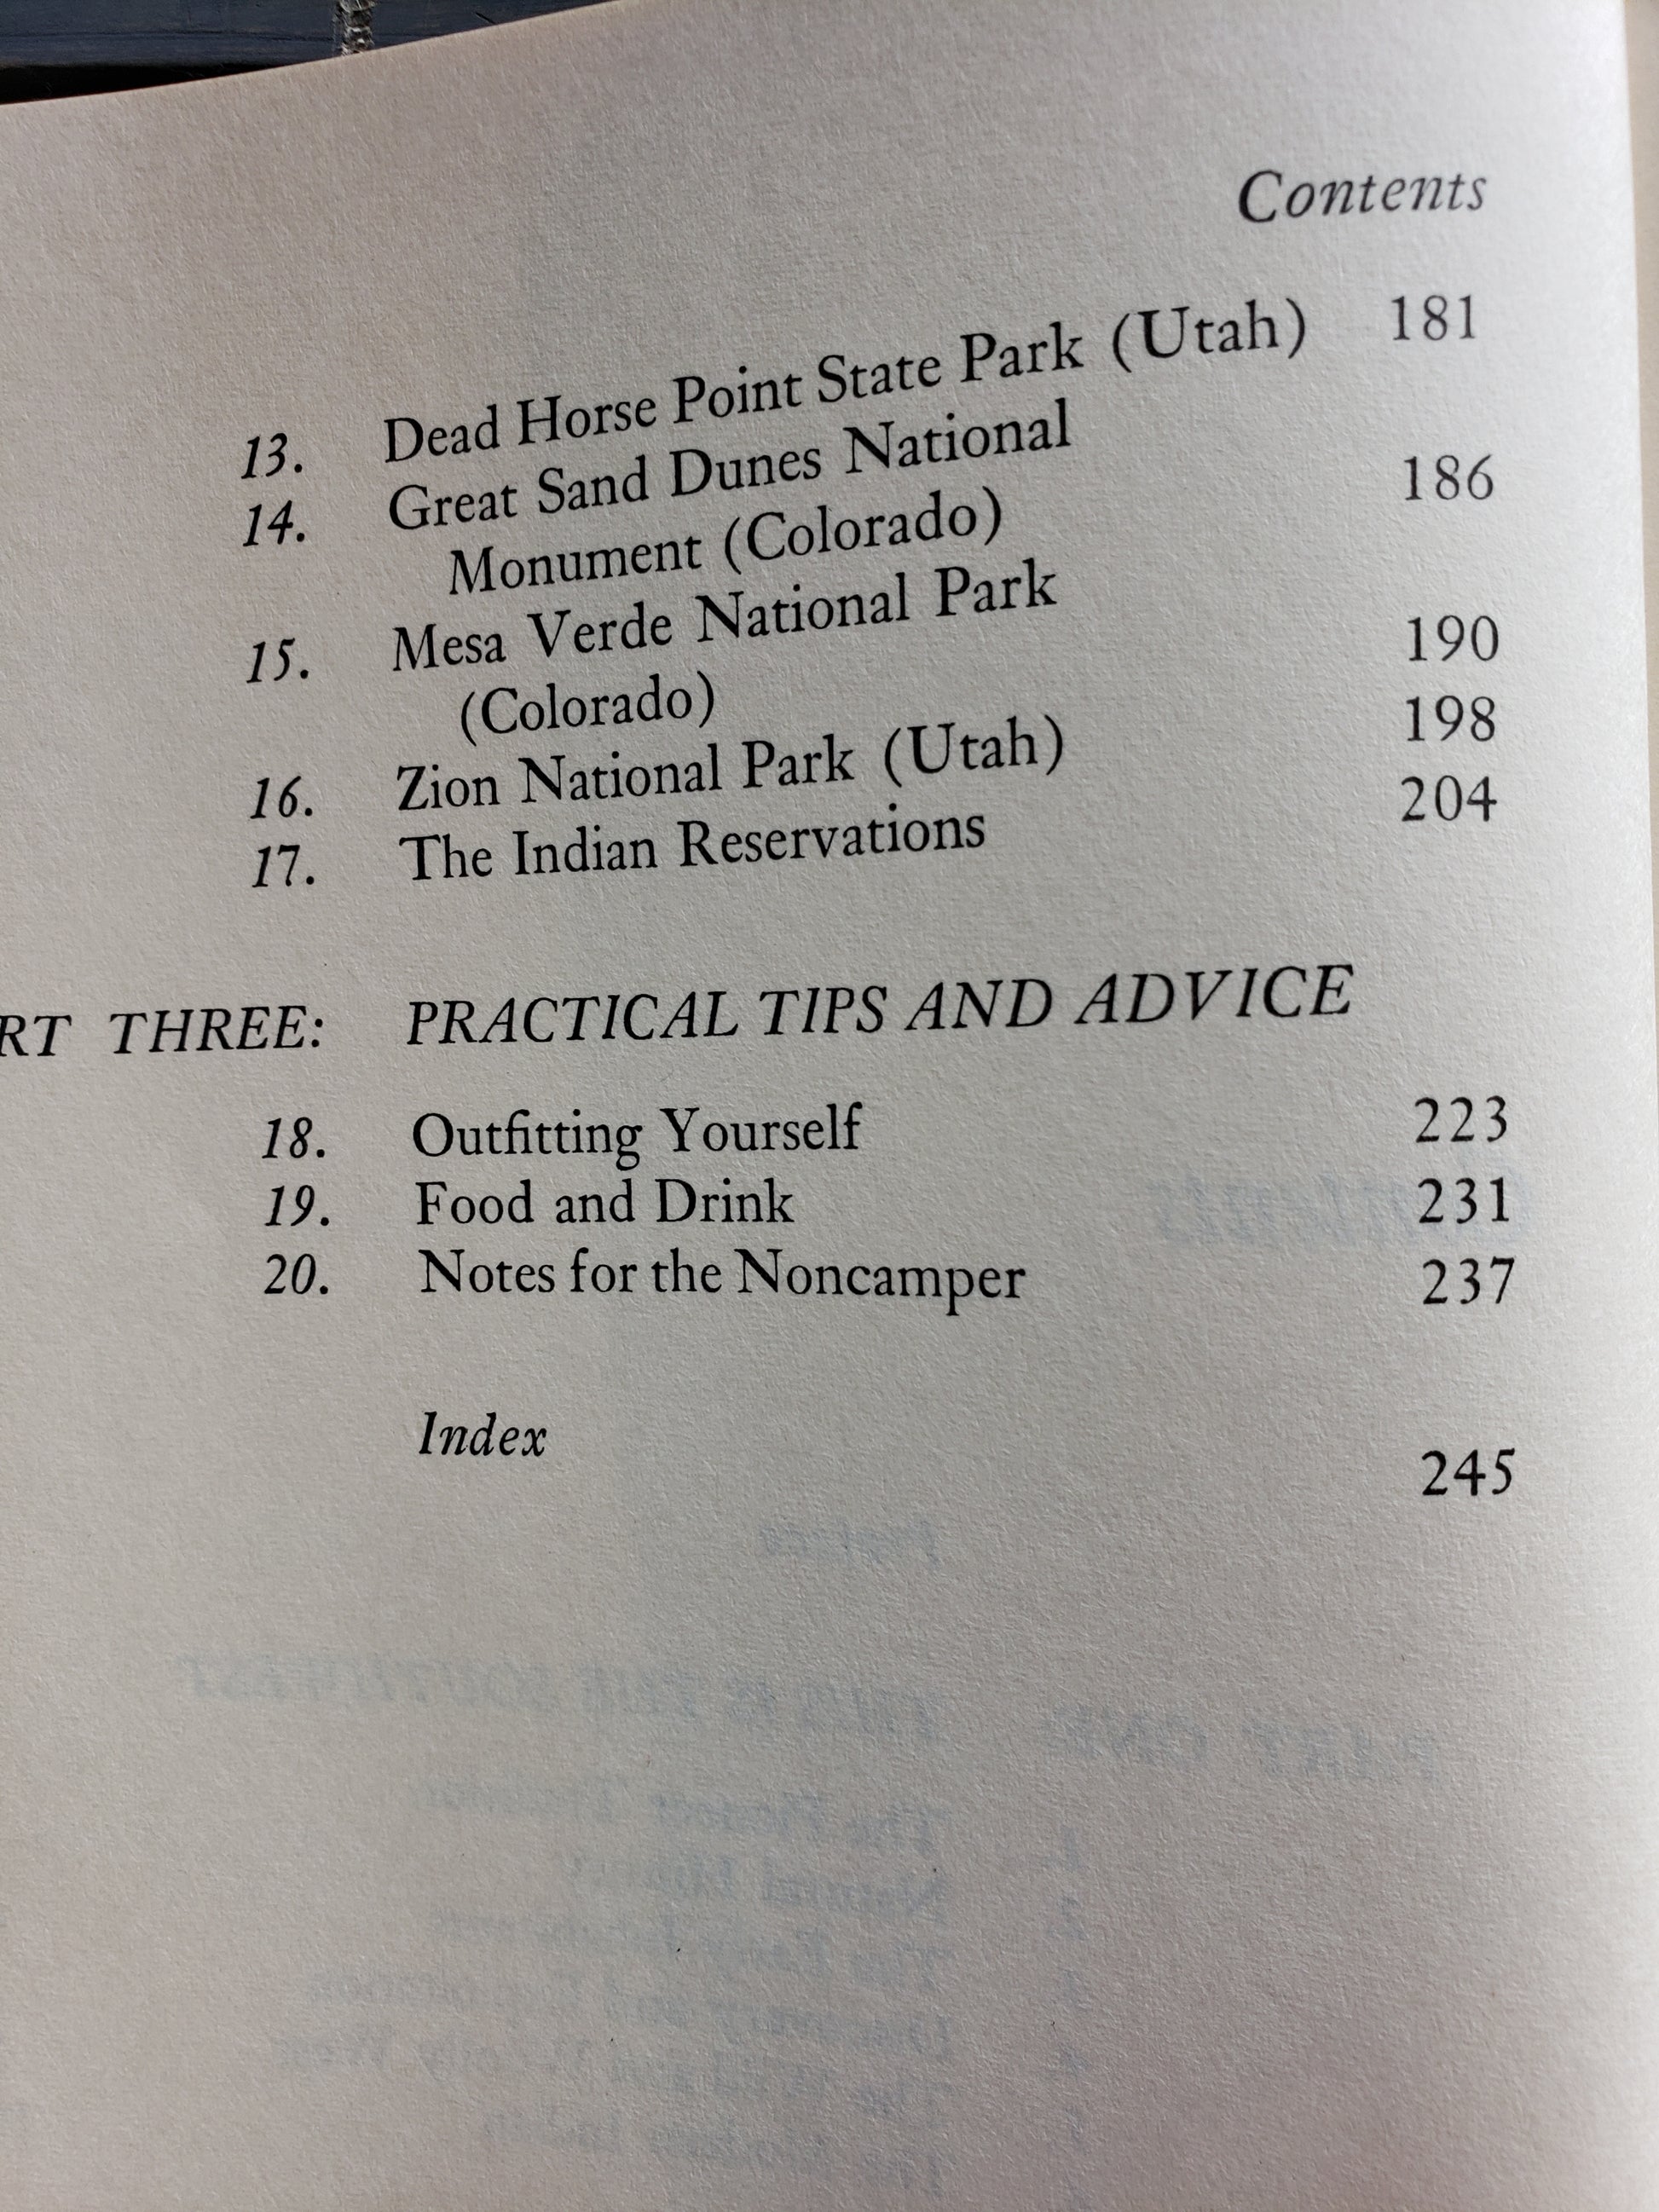 Contents
13. Dead Horse Point State Park (Utah) 181
14. Great Sand Dunes National
Monument (Colorado) 186
15. Mesa Verde National Park
(Colorado) 190
16. Zion National Park (Utah) 198
17. The Indian Reservations 204
RT THREE: PRACTICAL TIPS AND ADVICE
18. Outfitting Yourself 223
19. Food and Drink 231
20. Notes for the Noncamper 237
Index 245